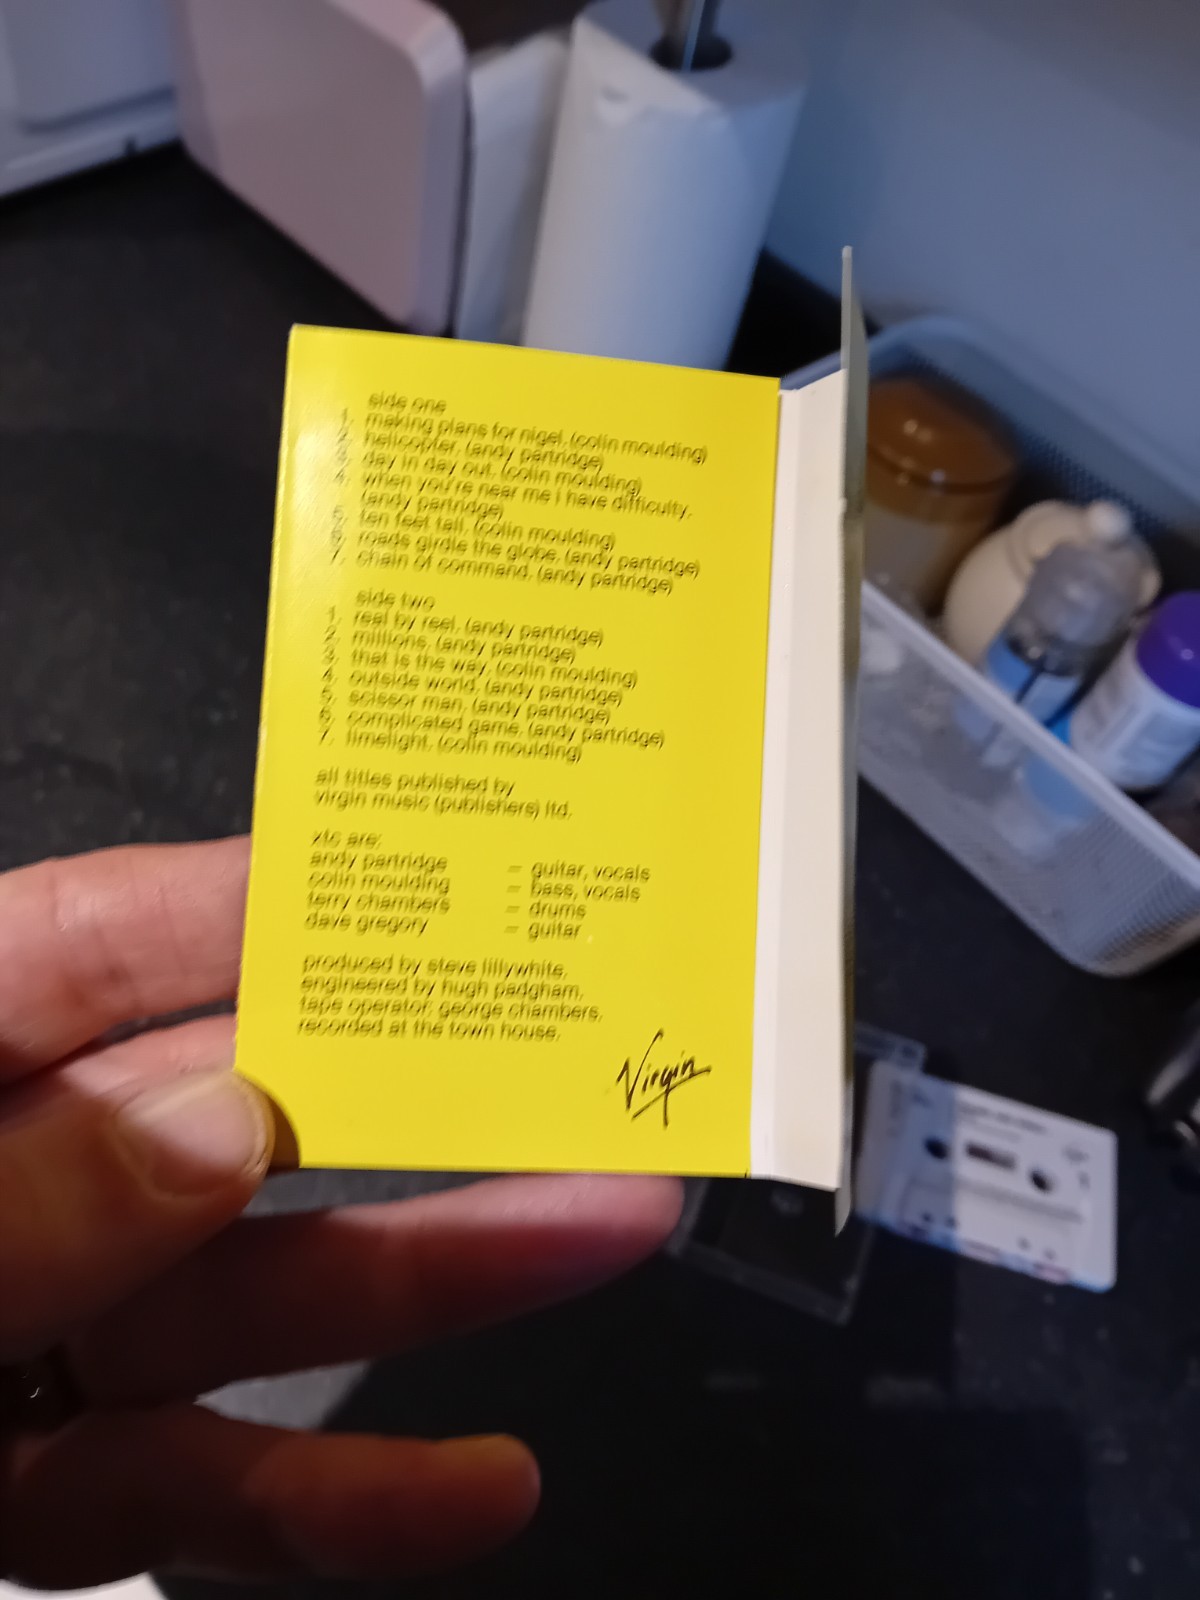 side one
1. making plans for nigel, (colin moulding)
2. helicopter, (andy partridge)
3. day in day out, (colin moulding)
4. when you're near me i have difficulty,
(andy partridge)
5. ten feet tall, (colin moulding)
6. roads girdle the globe, (andy partridge)
7. chain of command, (andy partridge)
side two
1. real by reel, (andy partridge)
2. millions, (andy partridge)
3. that is the way, (colin moulding)
4. outside world, (andy partridge)
5. scissor man, (andy partridge)
6. complicated game, (andy partridge)
7. limelight, (colin moulding)
all titles published by
virgin music (publishers) ltd.
xtc are:
andy partridge = guitar, vocals
colin moulding = bass, vocals
terry chambers = drums
dave gregory = guitar
produced by steve lillywhite,
engineered by hugh padgham,
tape operator; george chambers,
recorded at the town house.
Virgin